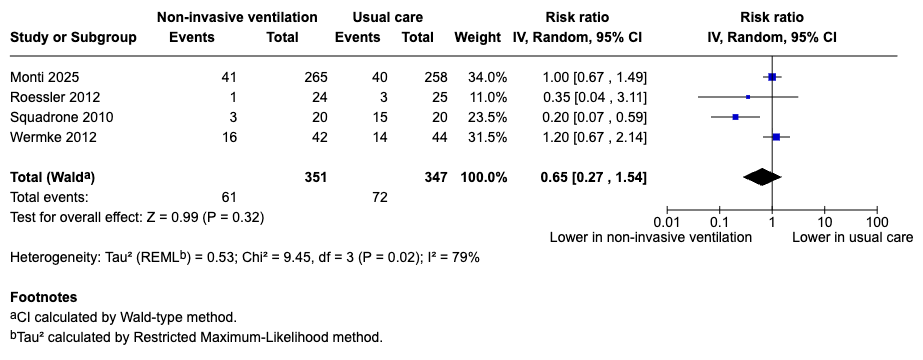 Non-invasive ventilation Usual care Risk ratio Risk ratio
Study or Subgroup Events Total Events Total Weight IV, Random, 95% CI IV, Random, 95% CI
Monti 2025 41 265 40 258 34.0% 1.00 [0.67 , 1.49]
Roessler 2012 1 24 3 25 11.0% 0.35 [0.04 , 3.11]
Squadrone 2010 3 20 15 20 23.5% 0.20 [0.07 , 0.59]
Wermke 2012 16 42 14 44 31.5% 1.20 [0.67 , 2.14]
Total (Waldᵃ) 351 347 100.0% 0.65 [0.27 , 1.54]
Total events: 61 72
Test for overall effect: Z = 0.99 (P = 0.32)
0.01 0.1 1 10 100
Lower in non-invasive ventilation Lower in usual care
Heterogeneity: Tau² (REMLᵇ) = 0.53; Chi² = 9.45, df = 3 (P = 0.02); I² = 79%
Footnotes
ᵃCI calculated by Wald-type method.
ᵇTau² calculated by Restricted Maximum-Likelihood method.